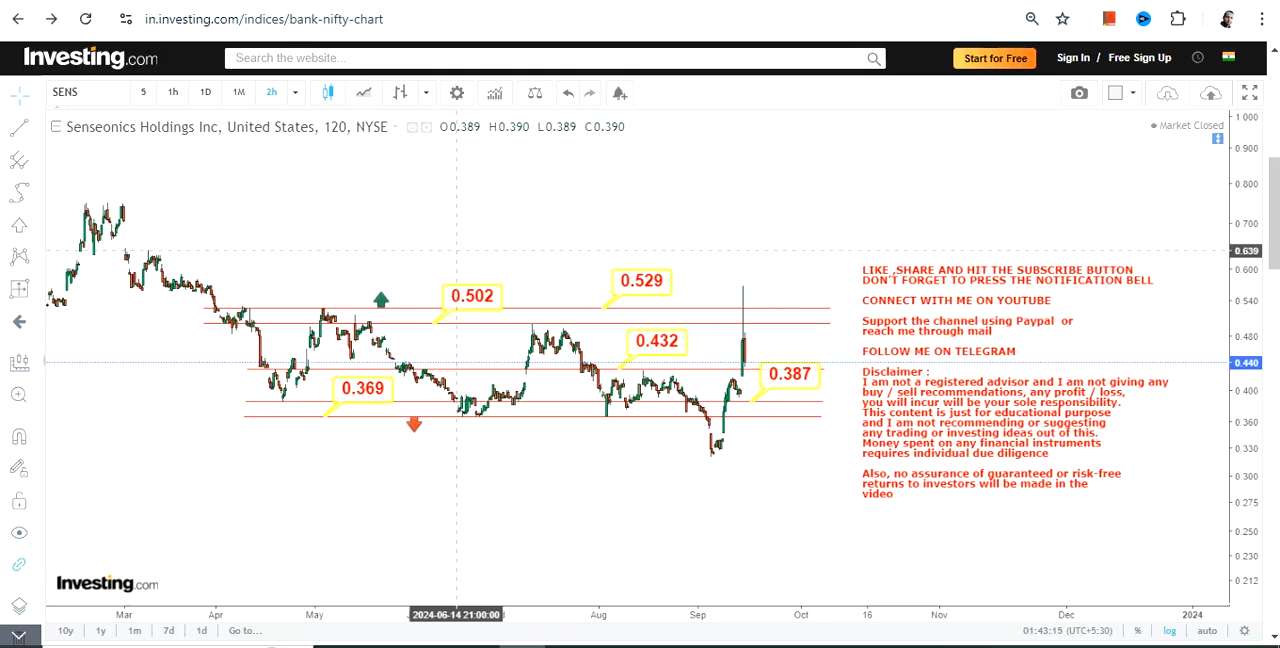 in.investing.com/indices/bank-nifty-chart
Investing.com
Search the website...
Start for Free
Sign In / Free Sign Up
SENS
5 1h 1D 1M 2h
Senseonics Holdings Inc, United States, 120, NYSE
O0.389 H0.390 L0.389 C0.390
Market Closed
1.000
0.900
0.800
0.700
0.639
0.600
0.540
0.480
0.440
0.400
0.360
0.330
0.300
0.275
0.250
0.230
0.212
0.529
0.502
0.432
0.387
0.369
LIKE ,SHARE AND HIT THE SUBSCRIBE BUTTON
DON'T FORGET TO PRESS THE NOTIFICATION BELL
CONNECT WITH ME ON YOUTUBE
Support the channel using Paypal or
reach me through mail
FOLLOW ME ON TELEGRAM
Disclaimer :
I am not a registered advisor and I am not giving any
buy / sell recommendations, any profit / loss,
you will incur will be your sole responsibility.
This content is just for educational purpose
and I am not recommending or suggesting
any trading or investing ideas out of this.
Money spent on any financial instruments
requires individual due diligence
Also, no assurance of guaranteed or risk-free
returns to investors will be made in the
video
Investing.com
Mar Apr May 2024-06-14 21:00:00 Aug Sep Oct 16 Nov Dec 2024
10y 1y 1m 7d 1d Go to...
01:43:15 (UTC+5:30) % log auto